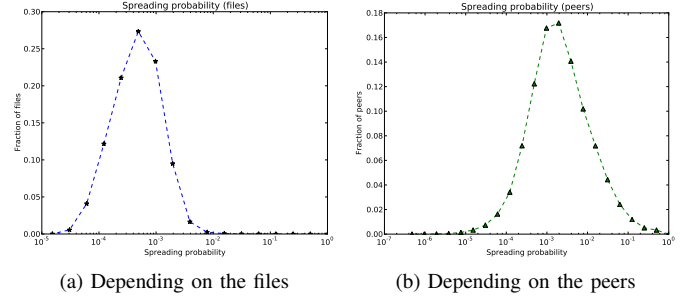 Spreading probability (files)
0.30
0.25
0.20
0.15
0.10
0.05
0.00
10^-5 10^-4 10^-3 10^-2 10^-1 10^0
Spreading probability
Fraction of files
(a) Depending on the files
Spreading probability (peers)
0.18
0.16
0.14
0.12
0.10
0.08
0.06
0.04
0.02
0.00
10^-7 10^-6 10^-5 10^-4 10^-3 10^-2 10^-1 10^0
Spreading probability
Fraction of peers
(b) Depending on the peers